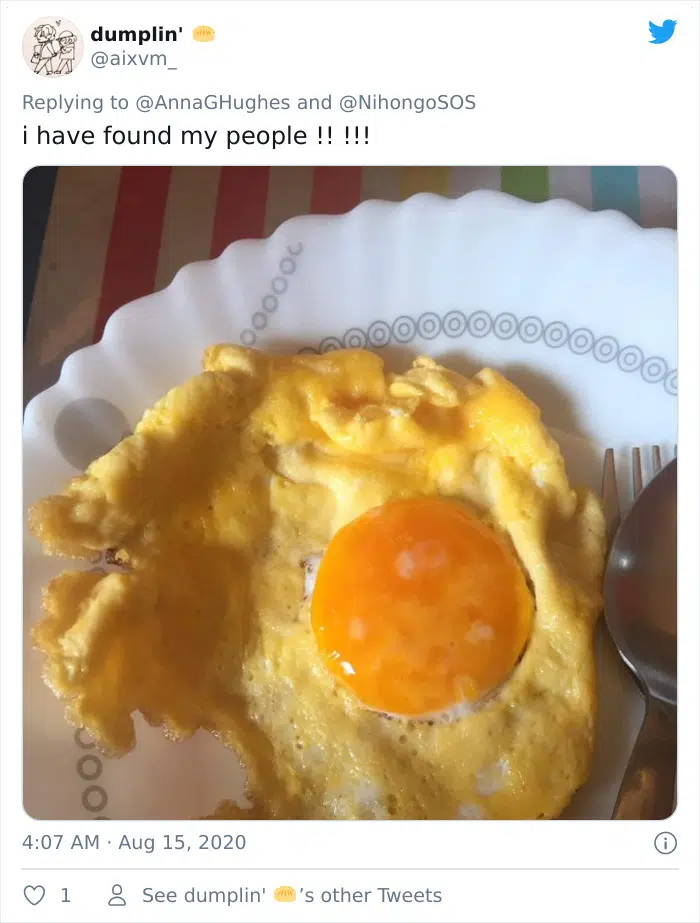 dumplin' 🥟
@aixvm_
Replying to @AnnaGHughes and @NihongoSOS
i have found my people !! !!!
4:07 AM · Aug 15, 2020
1
See dumplin' 🥟's other Tweets